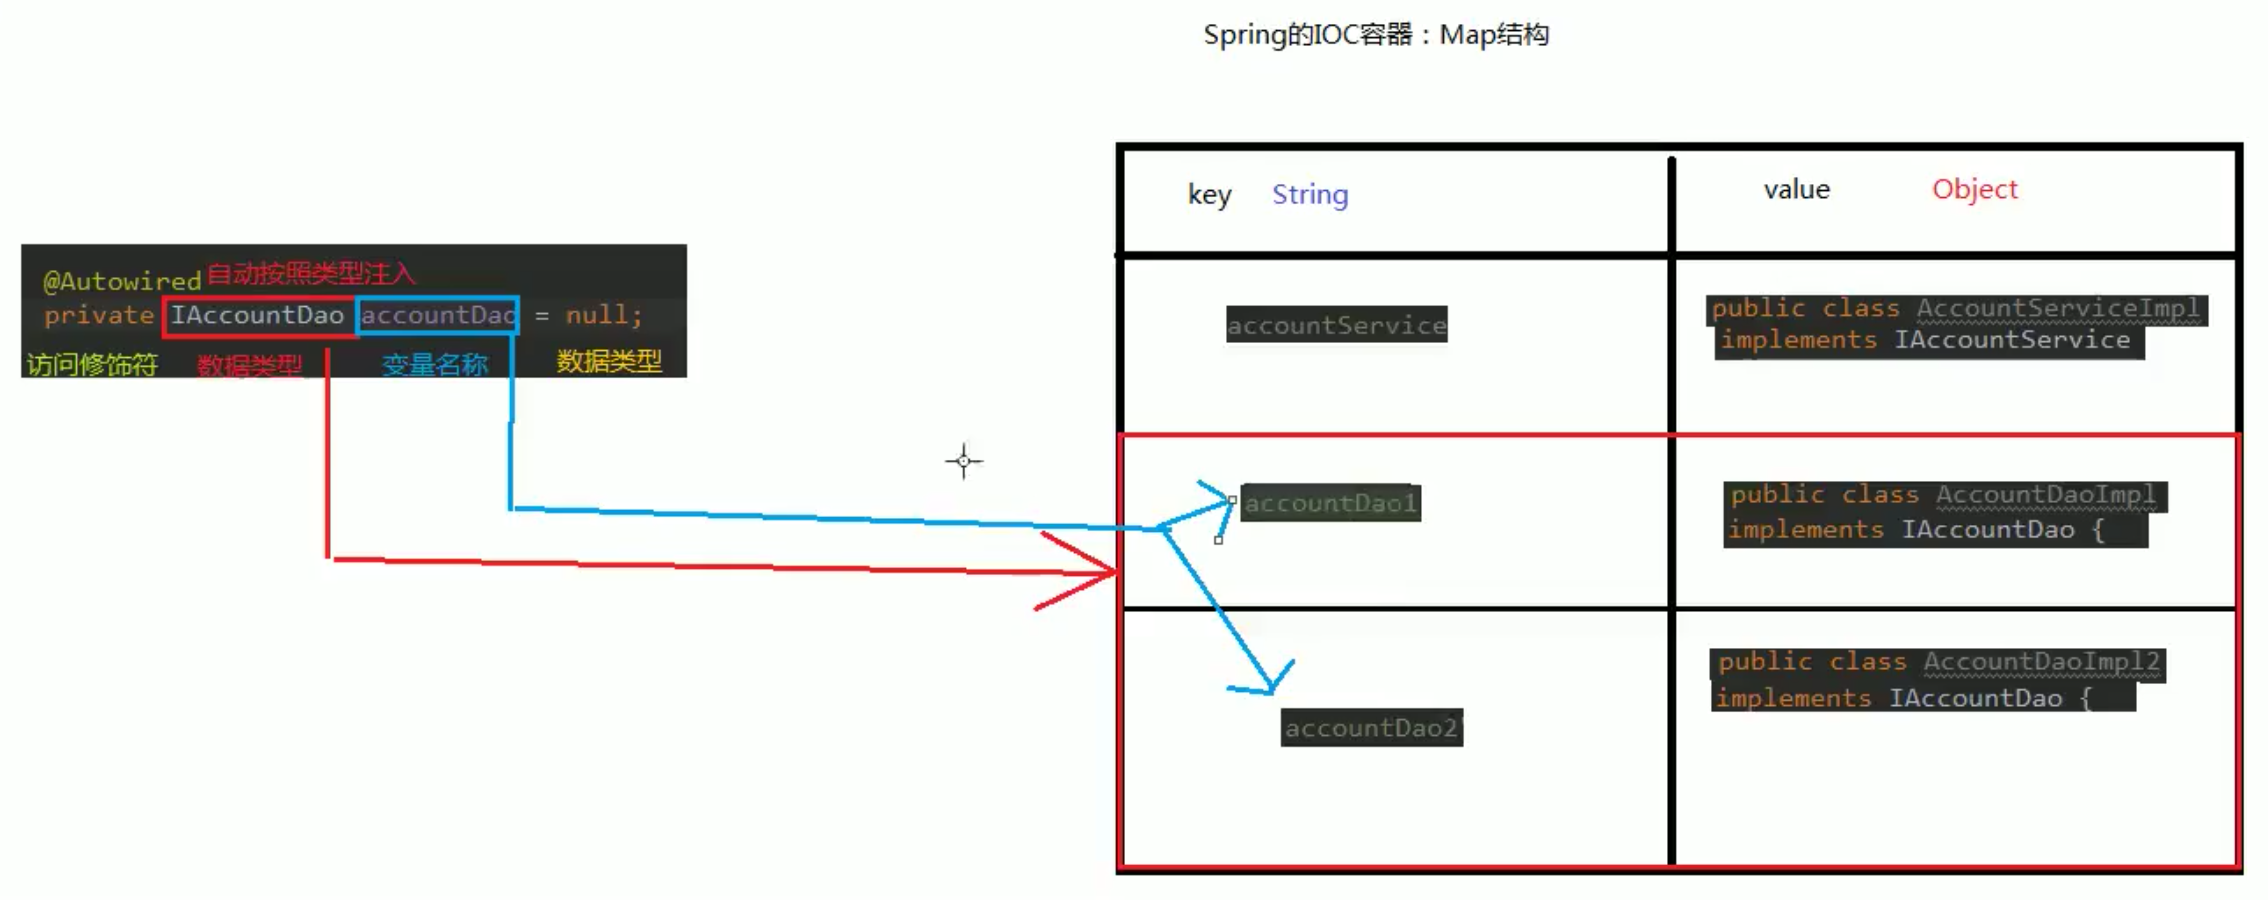 Spring的IOC容器：Map结构
@Autowired 自动按照类型注入
private IAccountDao accountDao = null;
访问修饰符 数据类型 变量名称 数据类型
key String value Object
accountService
public class AccountServiceImpl
implements IAccountService
accountDao1
public class AccountDaoImpl
implements IAccountDao {
accountDao2
public class AccountDaoImpl2
implements IAccountDao {